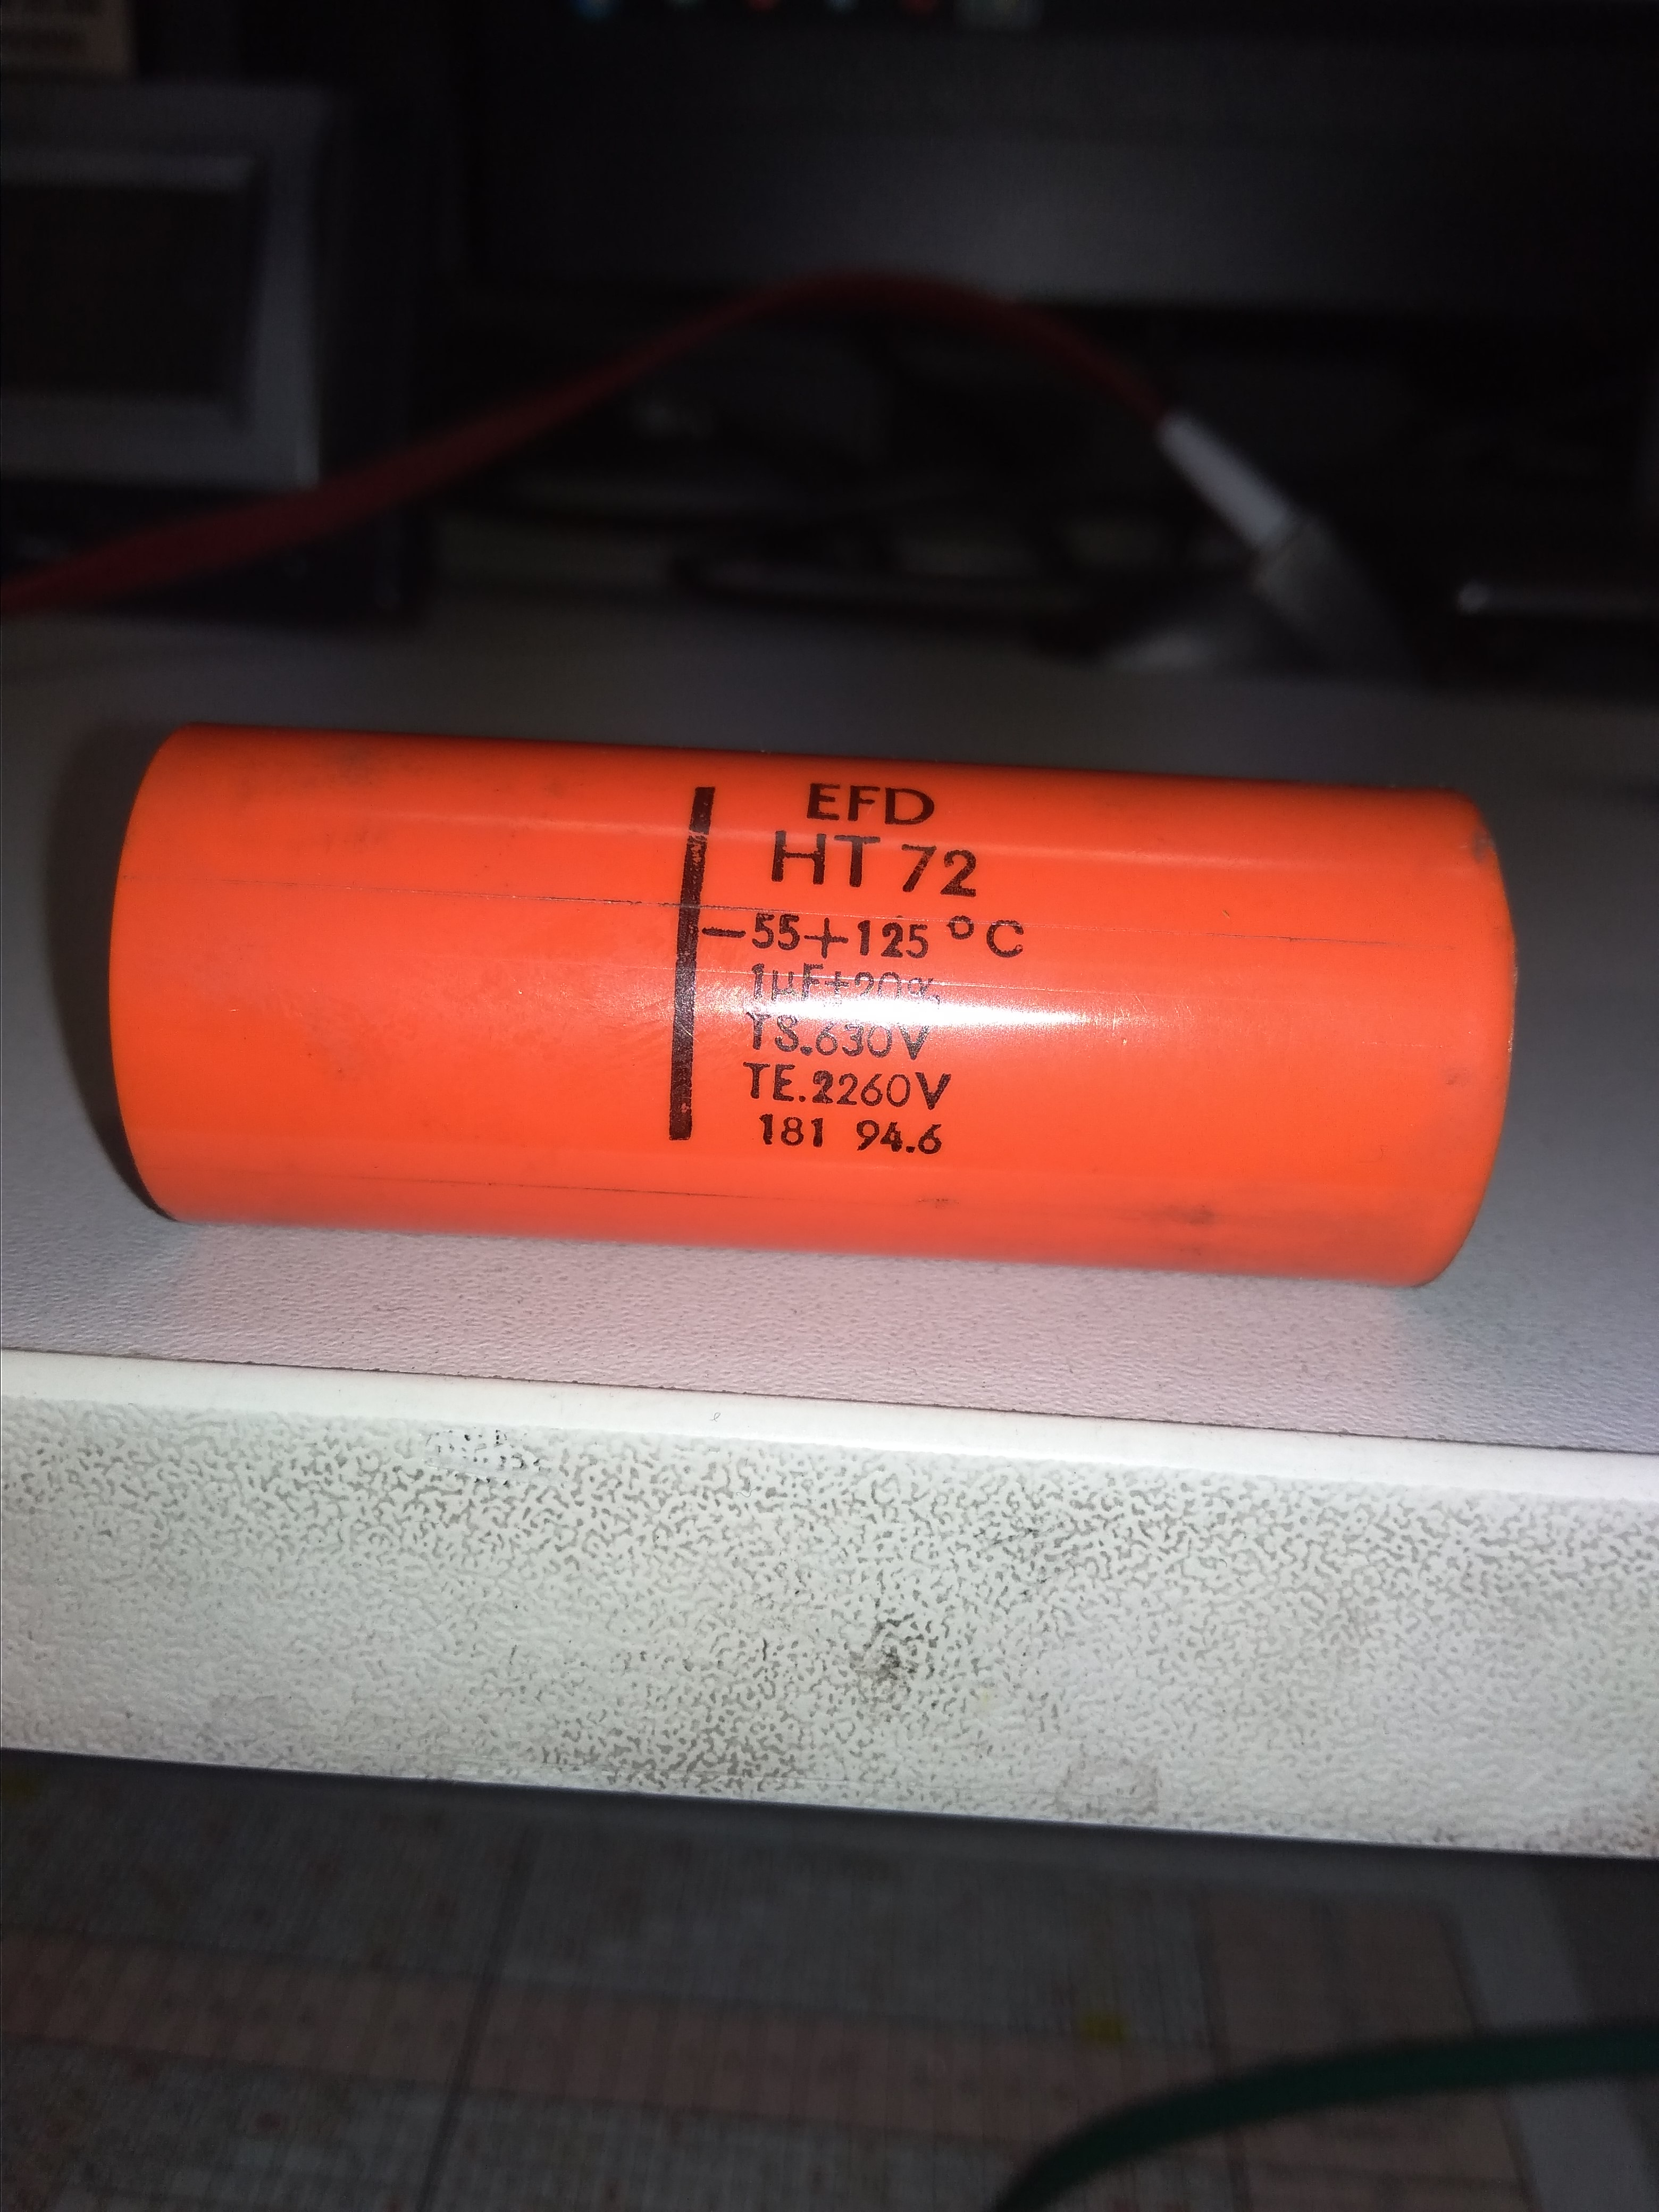 EFD
HT 72
–55+125 °C
1µF±20%
TS.630V
TE.2260V
181 94.6